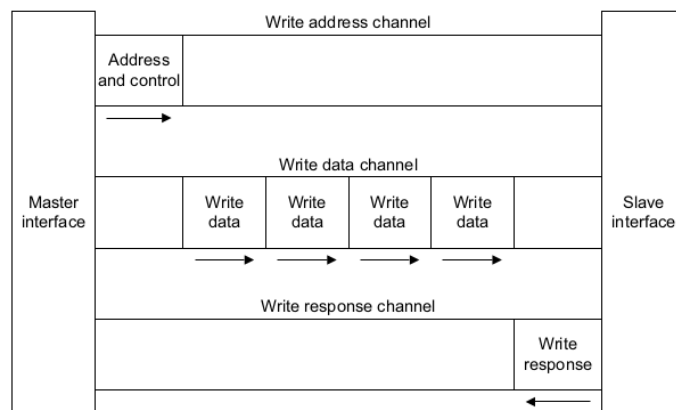 Write address channel
Address
and control
Write data channel
Master
interface
Write
data
Write
data
Write
data
Write
data
Slave
interface
Write response channel
Write
response